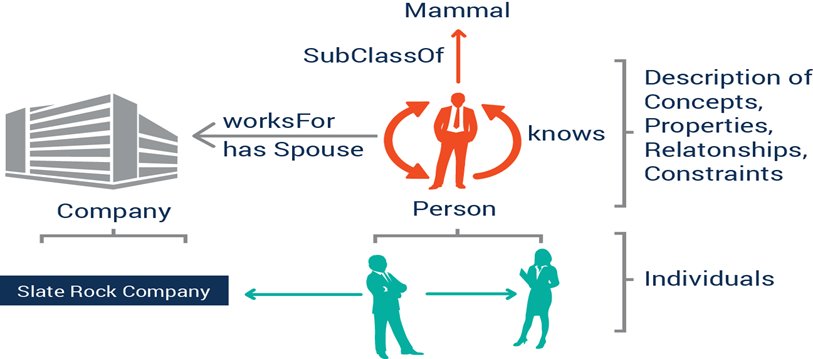 Mammal
SubClassOf
worksFor
has Spouse
knows
Description of
Concepts,
Properties,
Relatonships,
Constraints
Company
Person
Slate Rock Company
Individuals